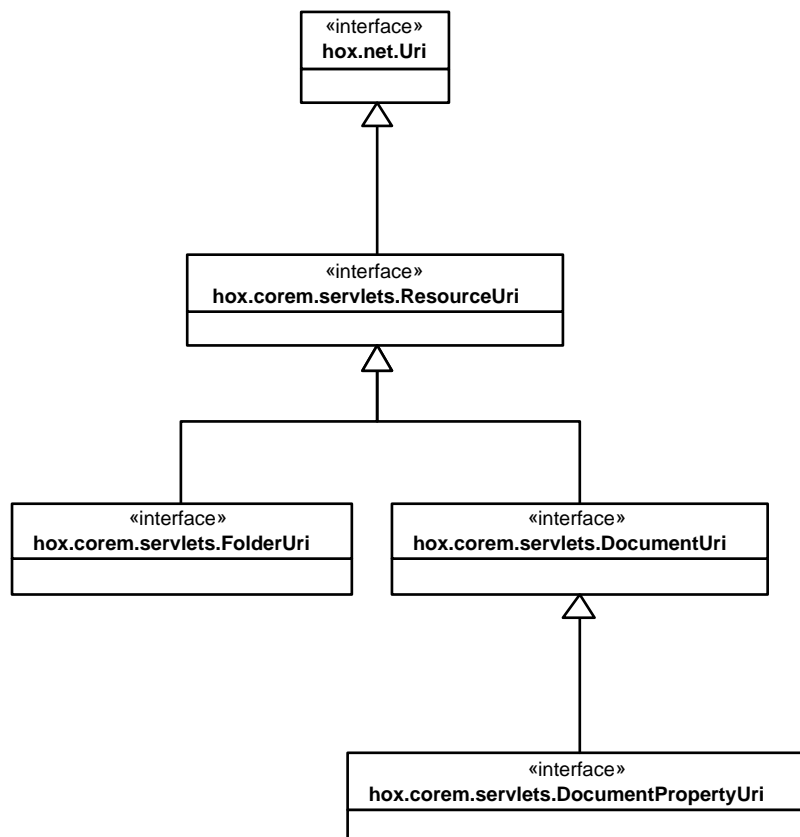 «interface»
hox.net.Uri
«interface»
hox.corem.servlets.ResourceUri
«interface»
hox.corem.servlets.FolderUri
«interface»
hox.corem.servlets.DocumentUri
«interface»
hox.corem.servlets.DocumentPropertyUri